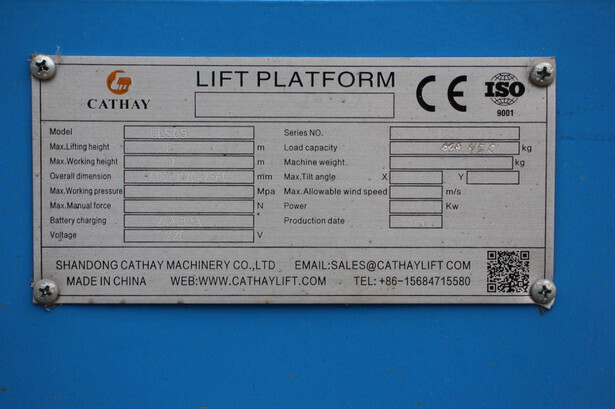 LIFT PLATFORM
CATHAY
CE ISO
9001
Model
Max.Lifting height m
Max.Working height m
Overall dimension mm
Max.Working pressure Mpa
Max.Manual force N
Battery charging A
Voltage V
Series NO.
Load capacity kg
Machine weight kg
Max.Tilt angle X Y
Max.Allowable wind speed m/s
Power Kw
Production date
SHANDONG CATHAY MACHINERY CO.,LTD EMAIL:SALES@CATHAYLIFT.COM
MADE IN CHINA WEB:WWW.CATHAYLIFT.COM TEL:+86-15684715580